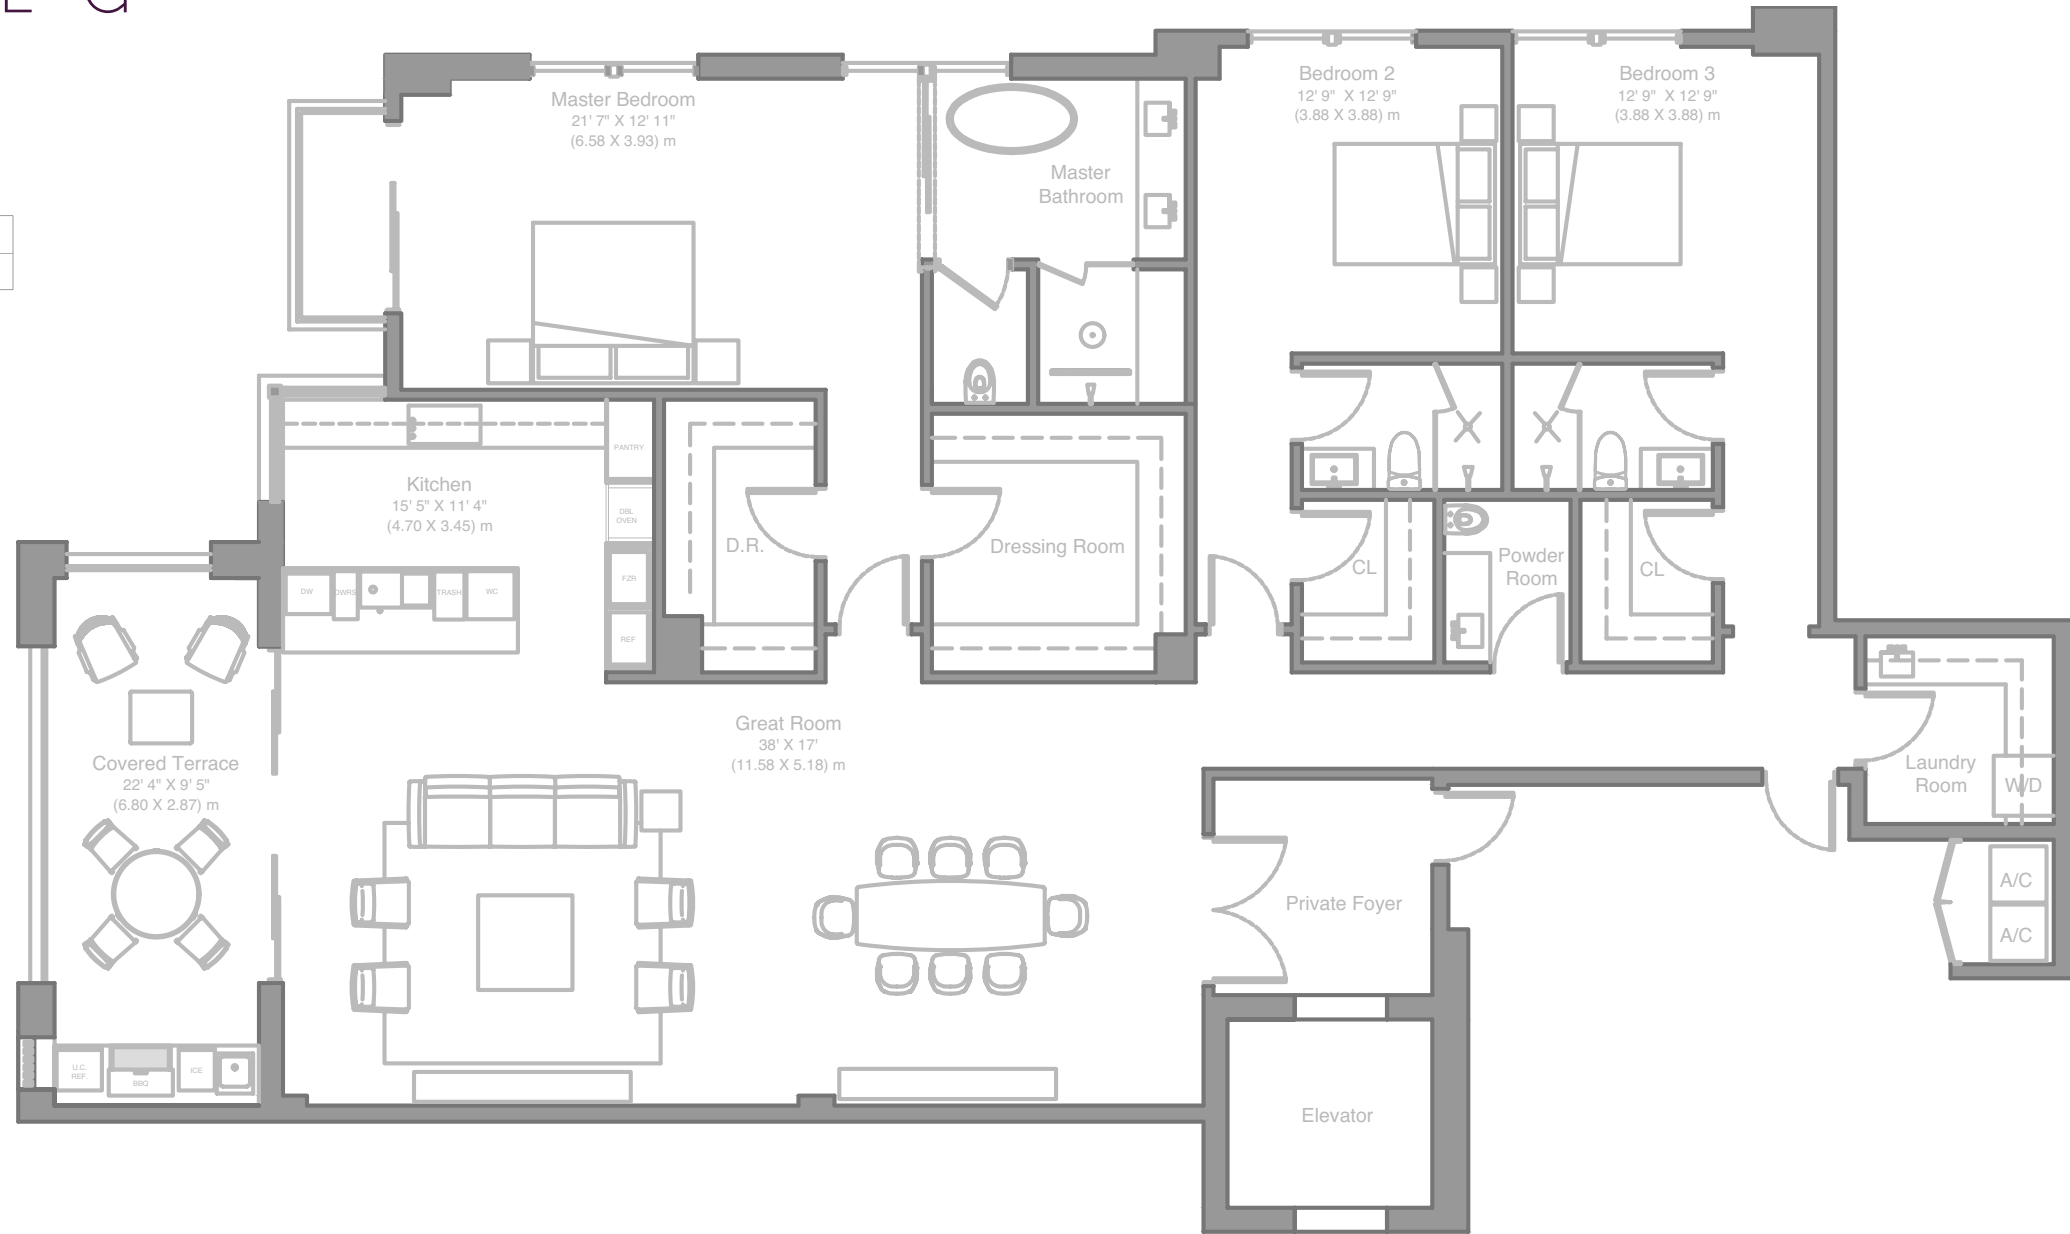 Master Bedroom
21' 7" X 12' 11"
(6.58 X 3.93) m
Master
Bathroom
Bedroom 2
12' 9" X 12' 9"
(3.88 X 3.88) m
Bedroom 3
12' 9" X 12' 9"
(3.88 X 3.88) m
Kitchen
15' 5" X 11' 4"
(4.70 X 3.45) m
PANTRY
DBL
OVEN
FZR
REF
DW
DWRS
TRASH
WC
D.R.
Dressing Room
CL
Powder
Room
CL
Great Room
38' X 17'
(11.58 X 5.18) m
Covered Terrace
22' 4" X 9' 5"
(6.80 X 2.87) m
Laundry
Room
W/D
A/C
A/C
Private Foyer
Elevator
U.C.
REF.
BBQ
ICE